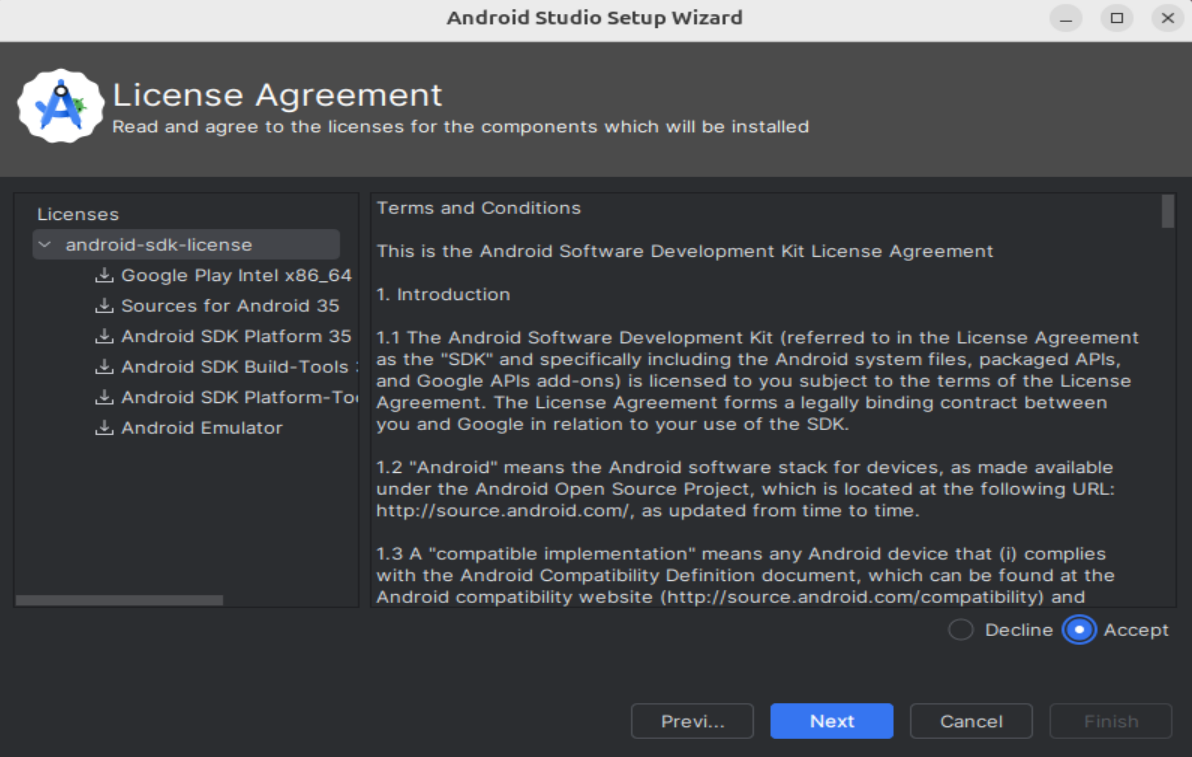 Android Studio Setup Wizard
License Agreement
Read and agree to the licenses for the components which will be installed
Licenses
android-sdk-license
Google Play Intel x86_64
Sources for Android 35
Android SDK Platform 35
Android SDK Build-Tools
Android SDK
Android Emulator
Terms and Conditions
This is the Android Software Development Kit License Agreement
1. Introduction
1.1 The Android Software Development Kit (referred to in the License Agreement
as the "SDK" and specifically including the Android system files, packaged APIs,
and Google APIs add-ons) is licensed to you subject to the terms of the License
Agreement. The License Agreement forms a legally binding contract between
you and Google in relation to your use of the SDK.
1.2 "Android" means the Android software stack for devices, as made available
under the Android Open Source Project, which is located at the following URL:
http://source.android.com/, as updated from time to time.
1.3 A "compatible implementation" means any Android device that (i) complies
with the Android Compatibility Definition document, which can be found at the
Android compatibility website (http://source.android.com/compatibility) and
Decline
Accept
Previ...
Next
Cancel
Finish